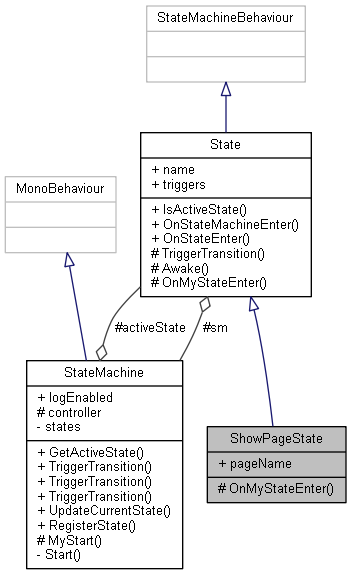 StateMachineBehaviour
State
+ name
+ triggers
+ IsActiveState()
+ OnStateMachineEnter()
+ OnStateEnter()
# TriggerTransition()
# Awake()
# OnMyStateEnter()
MonoBehaviour
#activeState
#sm
StateMachine
+ logEnabled
# controller
- states
+ GetActiveState()
+ TriggerTransition()
+ TriggerTransition()
+ TriggerTransition()
+ UpdateCurrentState()
+ RegisterState()
# MyStart()
- Start()
ShowPageState
+ pageName
# OnMyStateEnter()